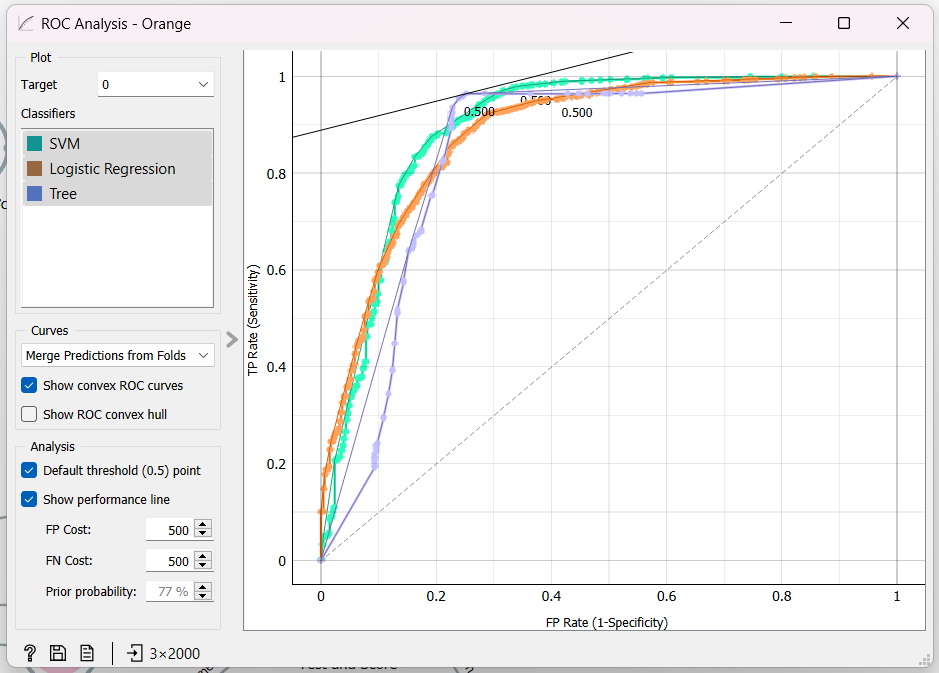 ROC Analysis - Orange
Plot
Target
0
Classifiers
SVM
Logistic Regression
Tree
Curves
Merge Predictions from Folds
Show convex ROC curves
Show ROC convex hull
Analysis
Default threshold (0.5) point
Show performance line
FP Cost:
500
FN Cost:
500
Prior probability:
77 %
? 3×2000
TP Rate (Sensitivity)
1
0.8
0.6
0.4
0.2
0
0.500
0.500
0.500
0
0.2
0.4
0.6
0.8
1
FP Rate (1-Specificity)